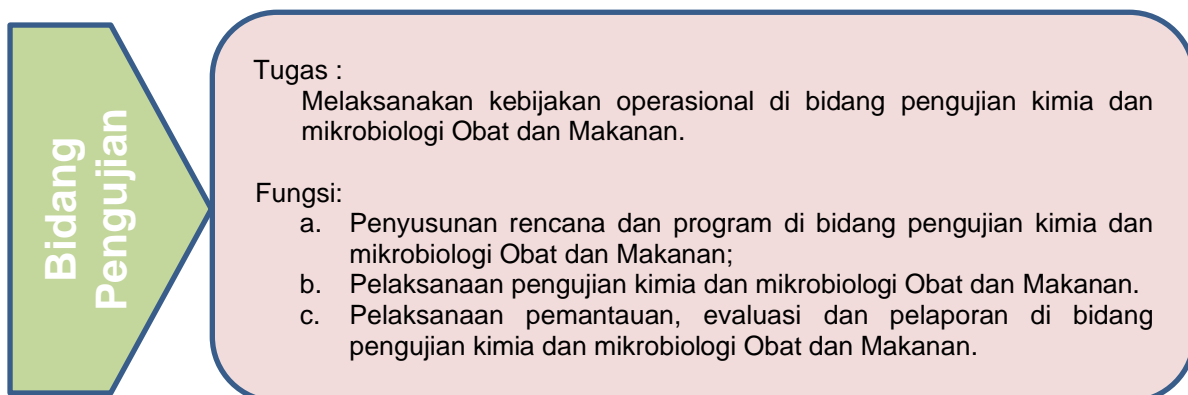 Bidang
Pengujian
Tugas :
Melaksanakan kebijakan operasional di bidang pengujian kimia dan
mikrobiologi Obat dan Makanan.
Fungsi:
a. Penyusunan rencana dan program di bidang pengujian kimia dan
mikrobiologi Obat dan Makanan;
b. Pelaksanaan pengujian kimia dan mikrobiologi Obat dan Makanan.
c. Pelaksanaan pemantauan, evaluasi dan pelaporan di bidang
pengujian kimia dan mikrobiologi Obat dan Makanan.